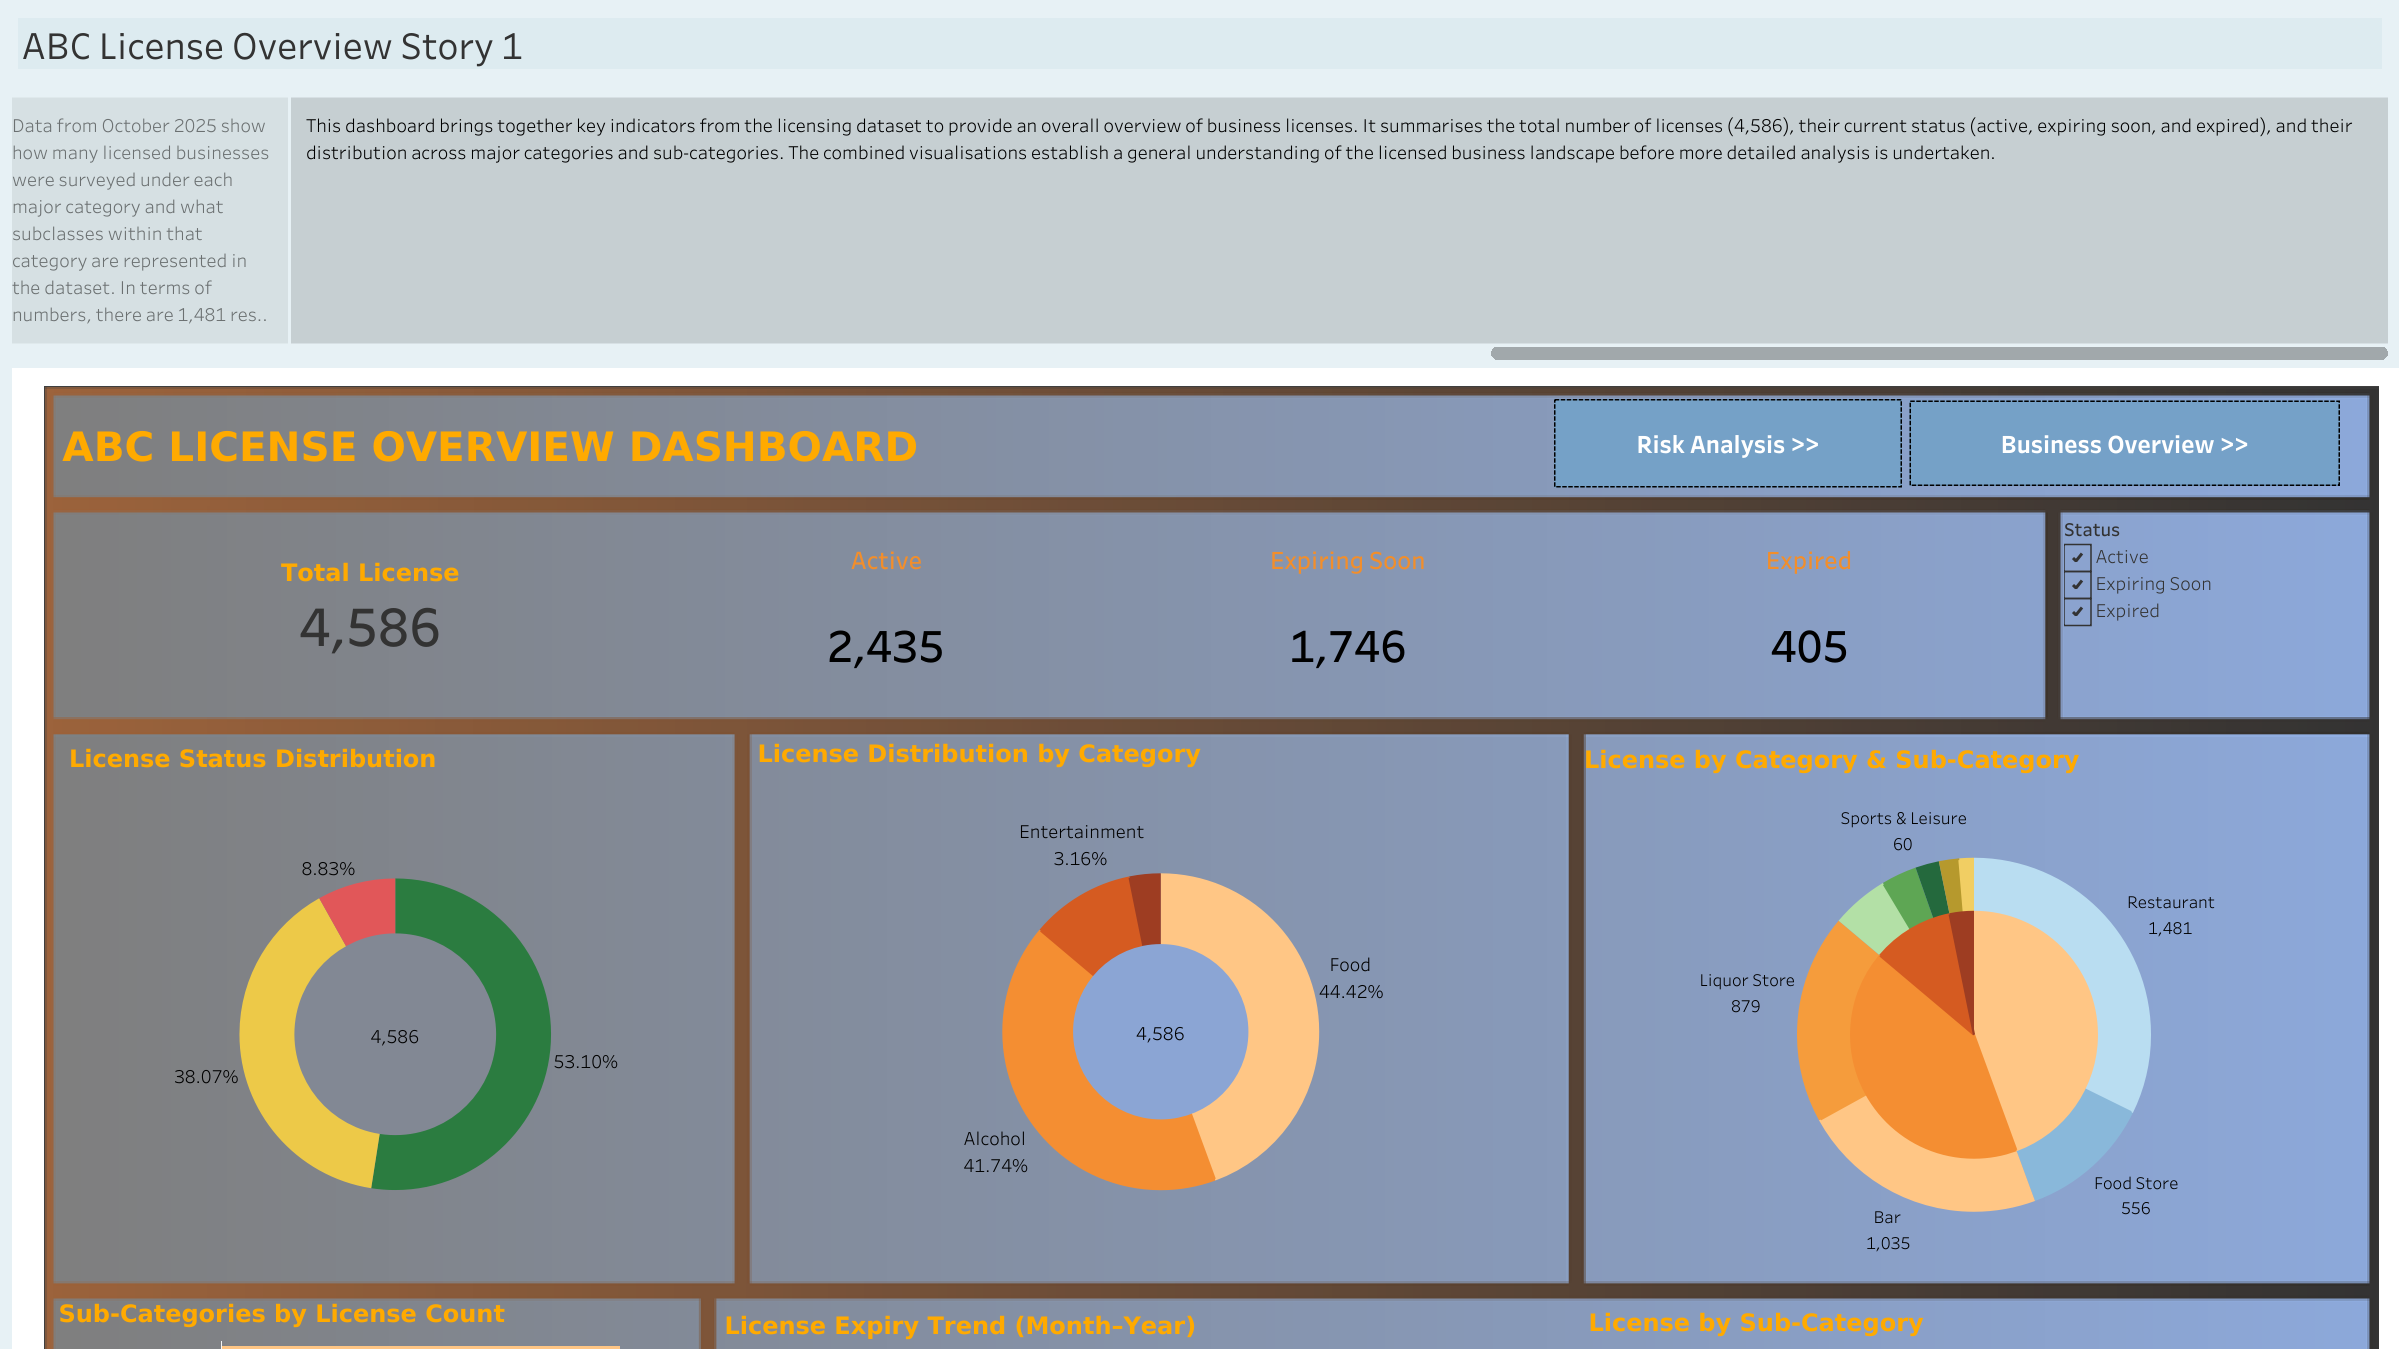 ABC License Overview Story 1
Data from October 2025 show
how many licensed businesses
were surveyed under each
major category and what
subclasses within that
category are represented in
the dataset. In terms of
numbers, there are 1,481 res..
This dashboard brings together key indicators from the licensing dataset to provide an overall overview of business licenses. It summarises the total number of licenses (4,586), their current status (active, expiring soon, and expired), and their
distribution across major categories and sub-categories. The combined visualisations establish a general understanding of the licensed business landscape before more detailed analysis is undertaken.
ABC LICENSE OVERVIEW DASHBOARD
Risk Analysis >>
Business Overview >>
Total License
4,586
Active
2,435
Expiring Soon
1,746
Expired
405
Status
Active
Expiring Soon
Expired
License Status Distribution
8.83%
4,586
53.10%
38.07%
License Distribution by Category
Entertainment
3.16%
Food
44.42%
4,586
Alcohol
41.74%
License by Category & Sub-Category
Sports & Leisure
60
Restaurant
1,481
Liquor Store
879
Food Store
556
Bar
1,035
Sub-Categories by License Count
License Expiry Trend (Month–Year)
License by Sub-Category